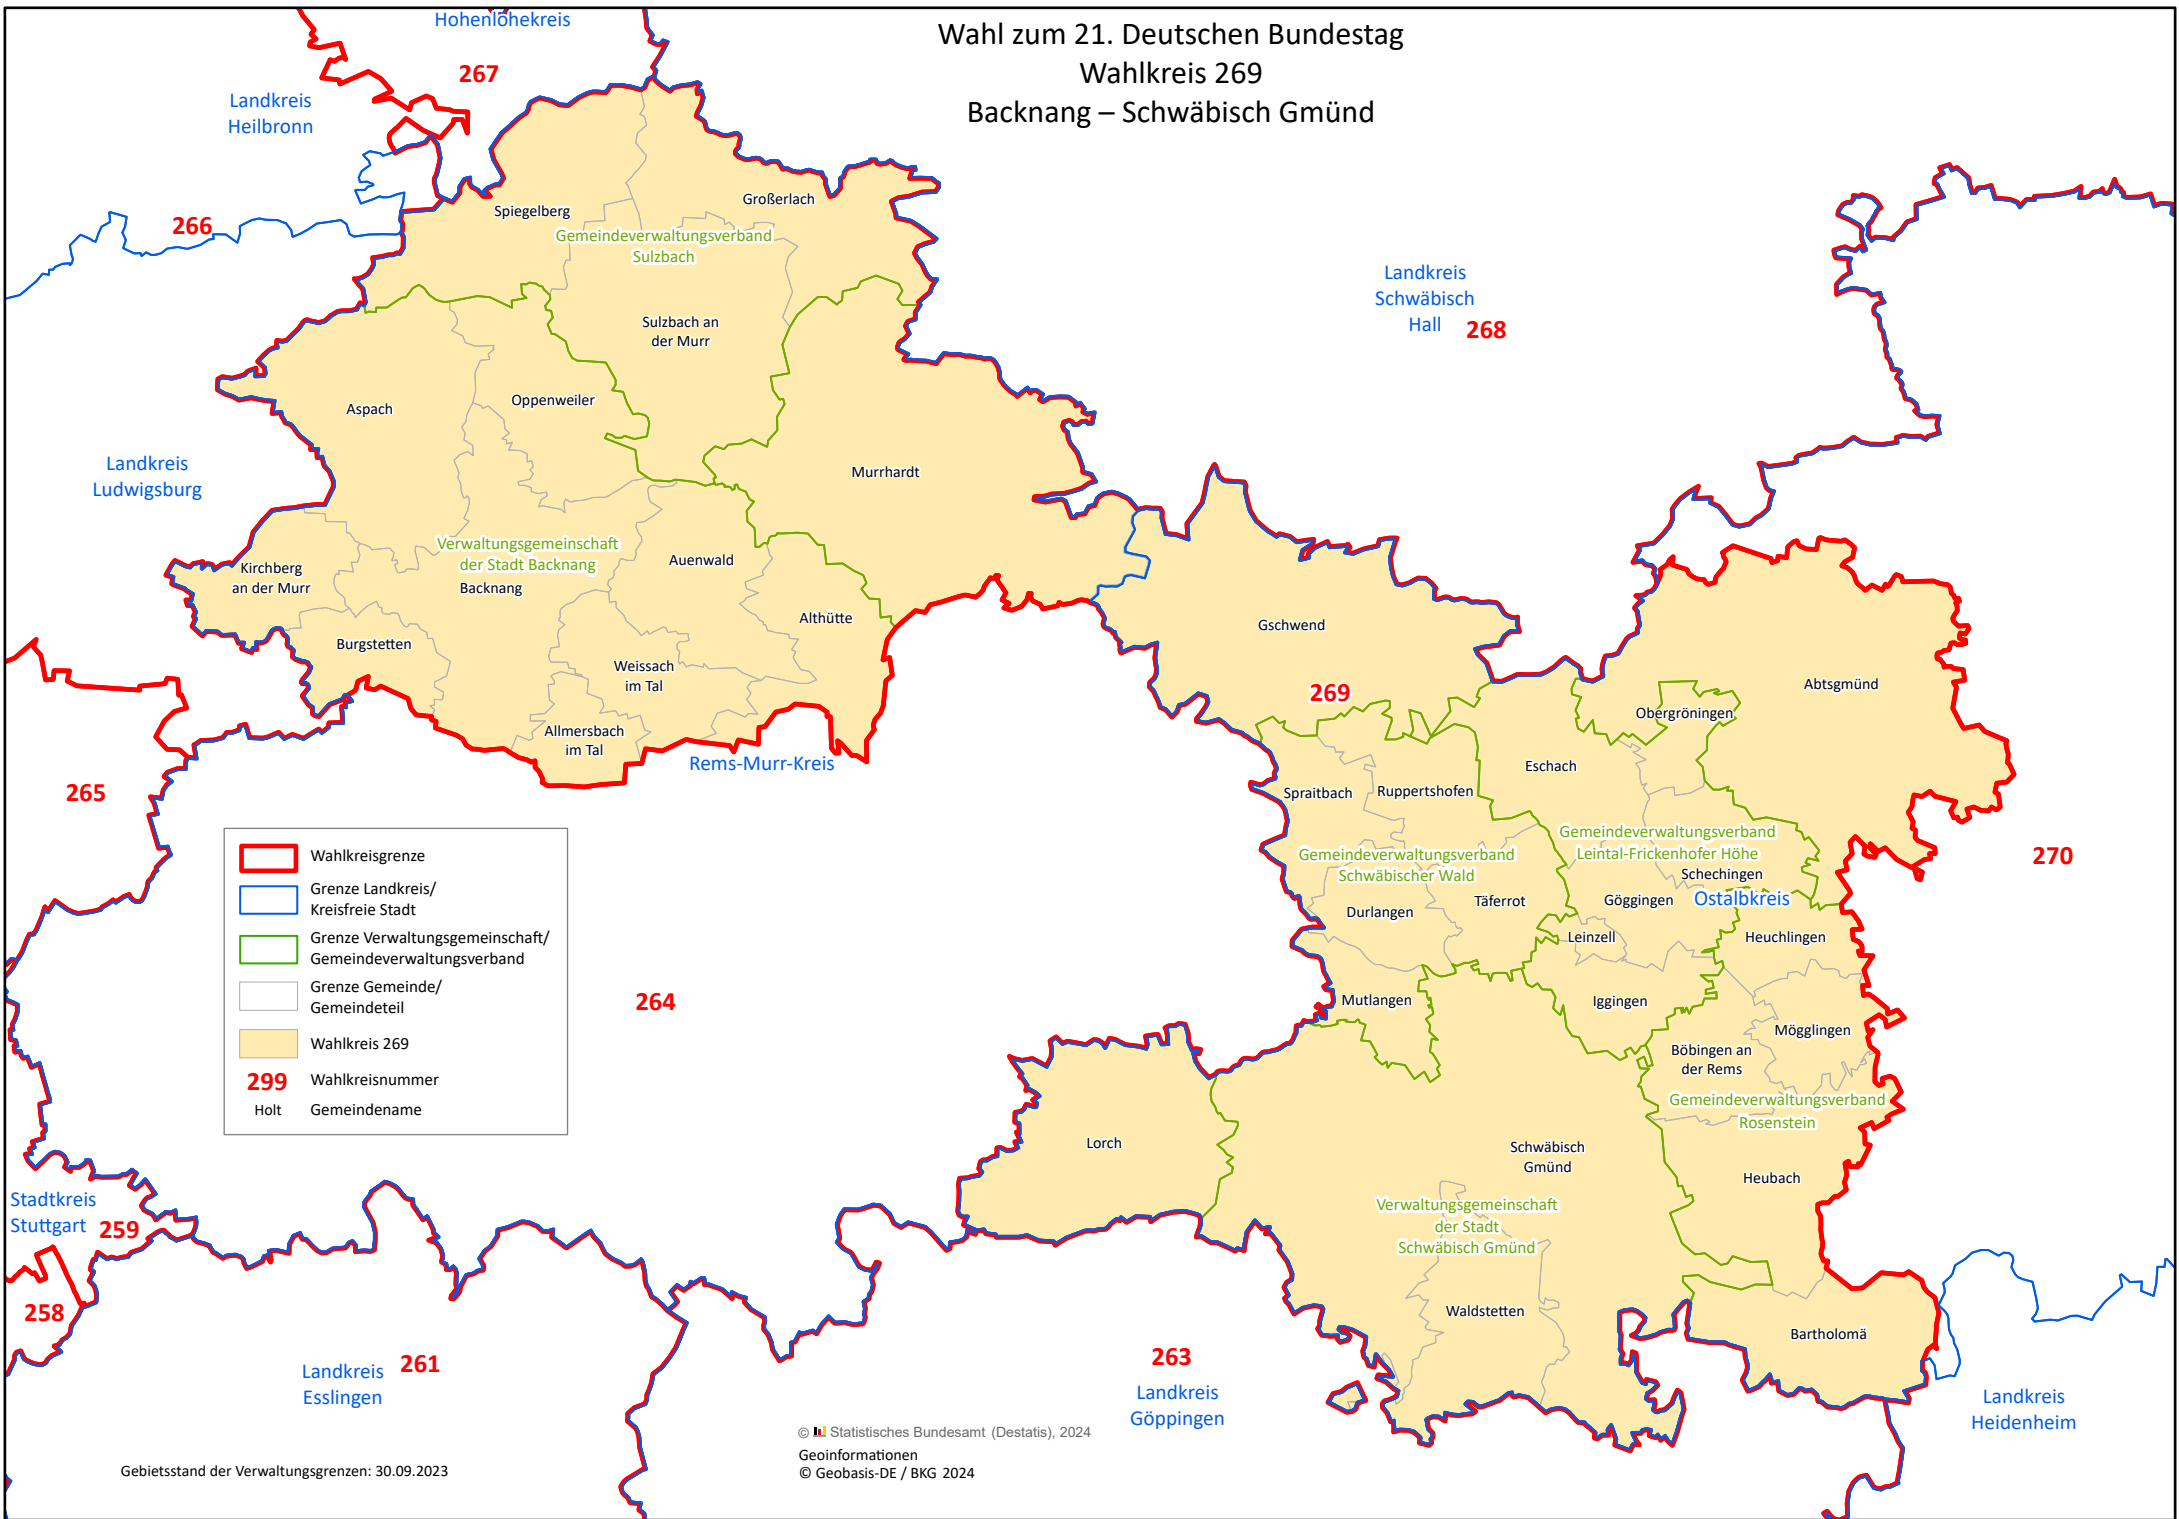 Wahl zum 21. Deutschen Bundestag
Wahlkreis 269
Backnang – Schwäbisch Gmünd
Hohenlohekreis
267
Landkreis
Heilbronn
266
Spiegelberg
Großerlach
Gemeindeverwaltungsverband
Sulzbach
Sulzbach an
der Murr
Landkreis
Schwäbisch
Hall
268
Aspach
Oppenweiler
Murrhardt
Landkreis
Ludwigsburg
Verwaltungsgemeinschaft
der Stadt Backnang
Backnang
Auenwald
Kirchberg
an der Murr
Althütte
Burgstetten
Weissach
im Tal
Allmersbach
im Tal
Rems-Murr-Kreis
Gschwend
269
Abtsgmünd
Obergröningen
Eschach
Spraitbach
Ruppertshofen
265
Gemeindeverwaltungsverband
Leintal-Frickenhofer Höhe
Gemeindeverwaltungsverband
Schwäbischer Wald
Schechingen
270
Ostalbkreis
Göggingen
Täferrot
Durlangen
Leinzell
Heuchlingen
Mutlangen
Iggingen
Mögglingen
Böbingen an
der Rems
Gemeindeverwaltungsverband
Rosenstein
264
Wahlkreisgrenze
Grenze Landkreis/
Kreisfreie Stadt
Grenze Verwaltungsgemeinschaft/
Gemeindeverwaltungsverband
Grenze Gemeinde/
Gemeindeteil
Wahlkreis 269
299 Wahlkreisnummer
Holt Gemeindename
Lorch
Schwäbisch
Gmünd
Heubach
Verwaltungsgemeinschaft
der Stadt
Schwäbisch Gmünd
Stadtkreis
Stuttgart
259
258
Waldstetten
Bartholomä
261
Landkreis
Esslingen
263
Landkreis
Göppingen
Landkreis
Heidenheim
© Statistisches Bundesamt (Destatis), 2024
Geoinformationen
© Geobasis-DE / BKG 2024
Gebietsstand der Verwaltungsgrenzen: 30.09.2023